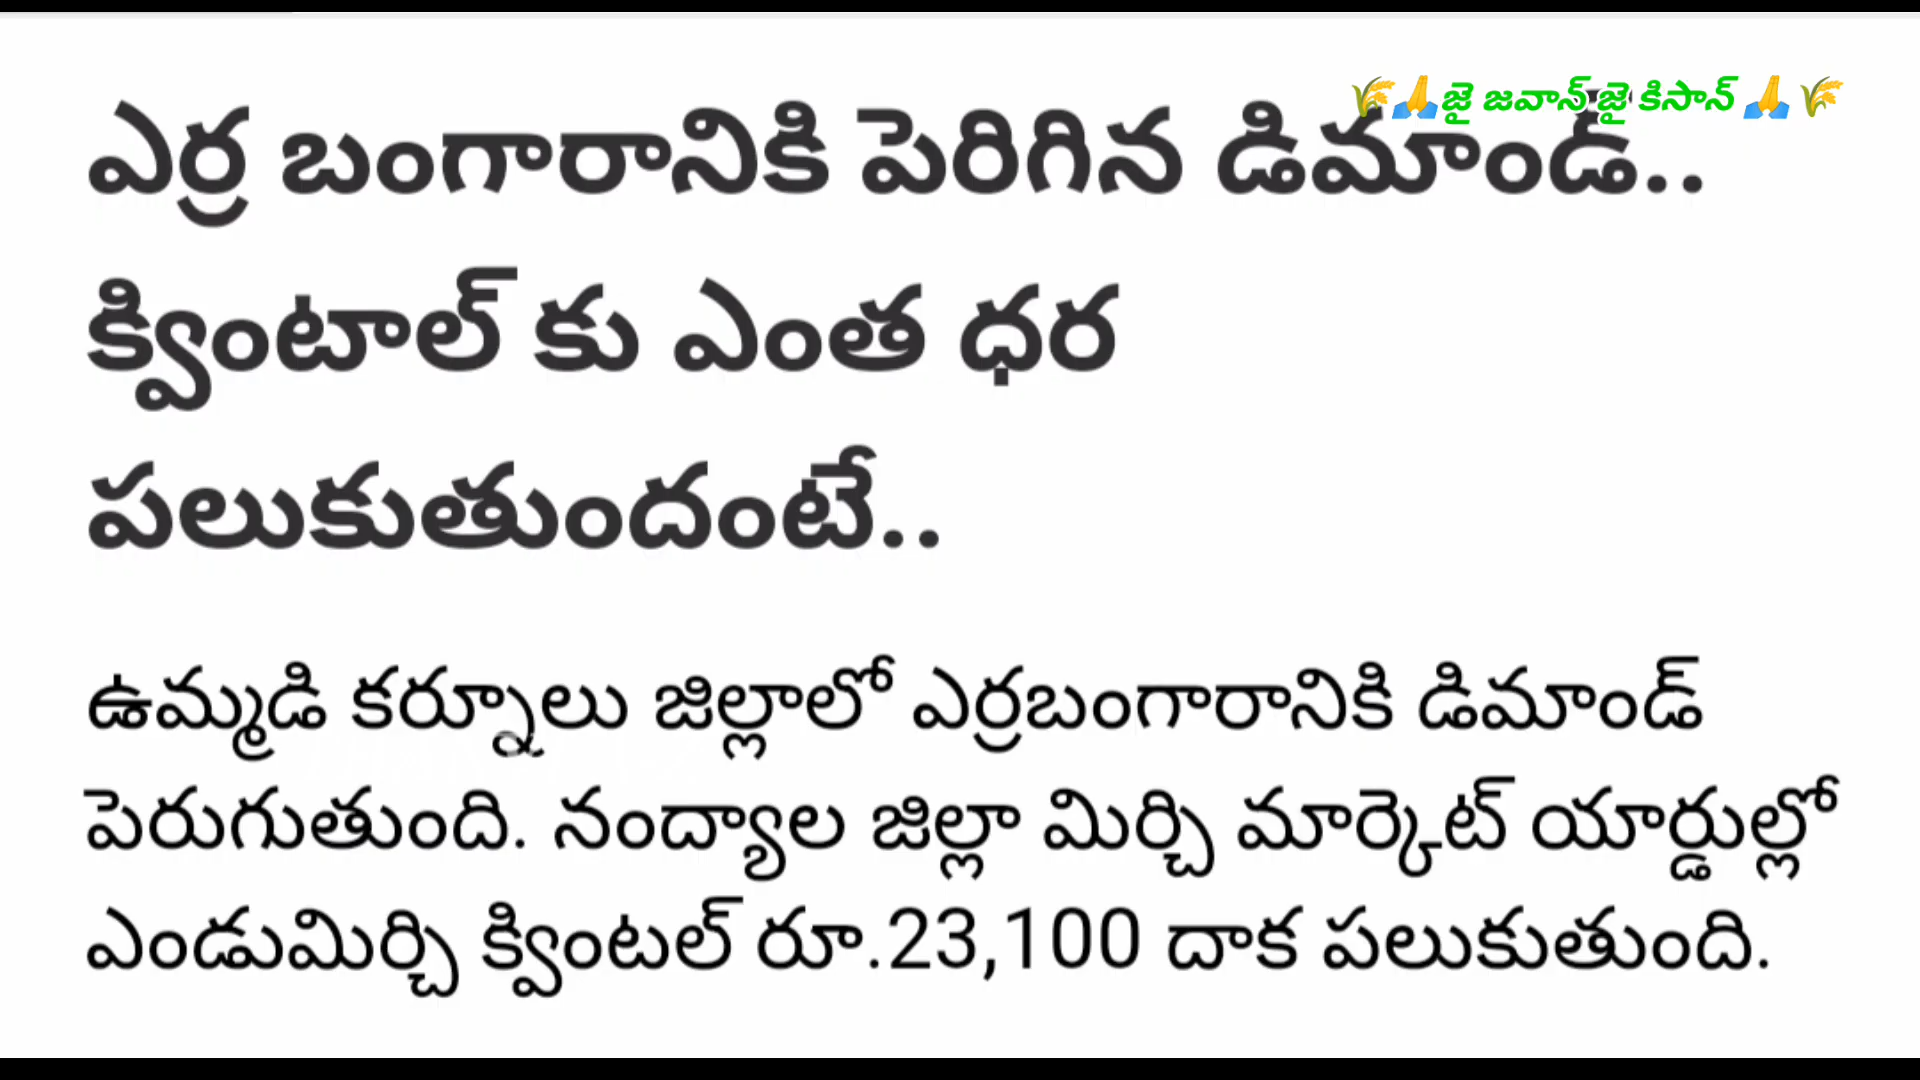 🌾🙏జై జవాన్ జై కిసాన్ 🙏🌾
ఎర్ర బంగారానికి పెరిగిన డిమాండ్..
క్వింటాల్ కు ఎంత ధర
పలుకుతుందంటే..
ఉమ్మడి కర్నూలు జిల్లాలో ఎర్రబంగారానికి డిమాండ్
పెరుగుతుంది. నంద్యాల జిల్లా మిర్చి మార్కెట్ యార్డుల్లో
ఎండుమిర్చి క్వింటల్ రూ.23,100 దాక పలుకుతుంది.